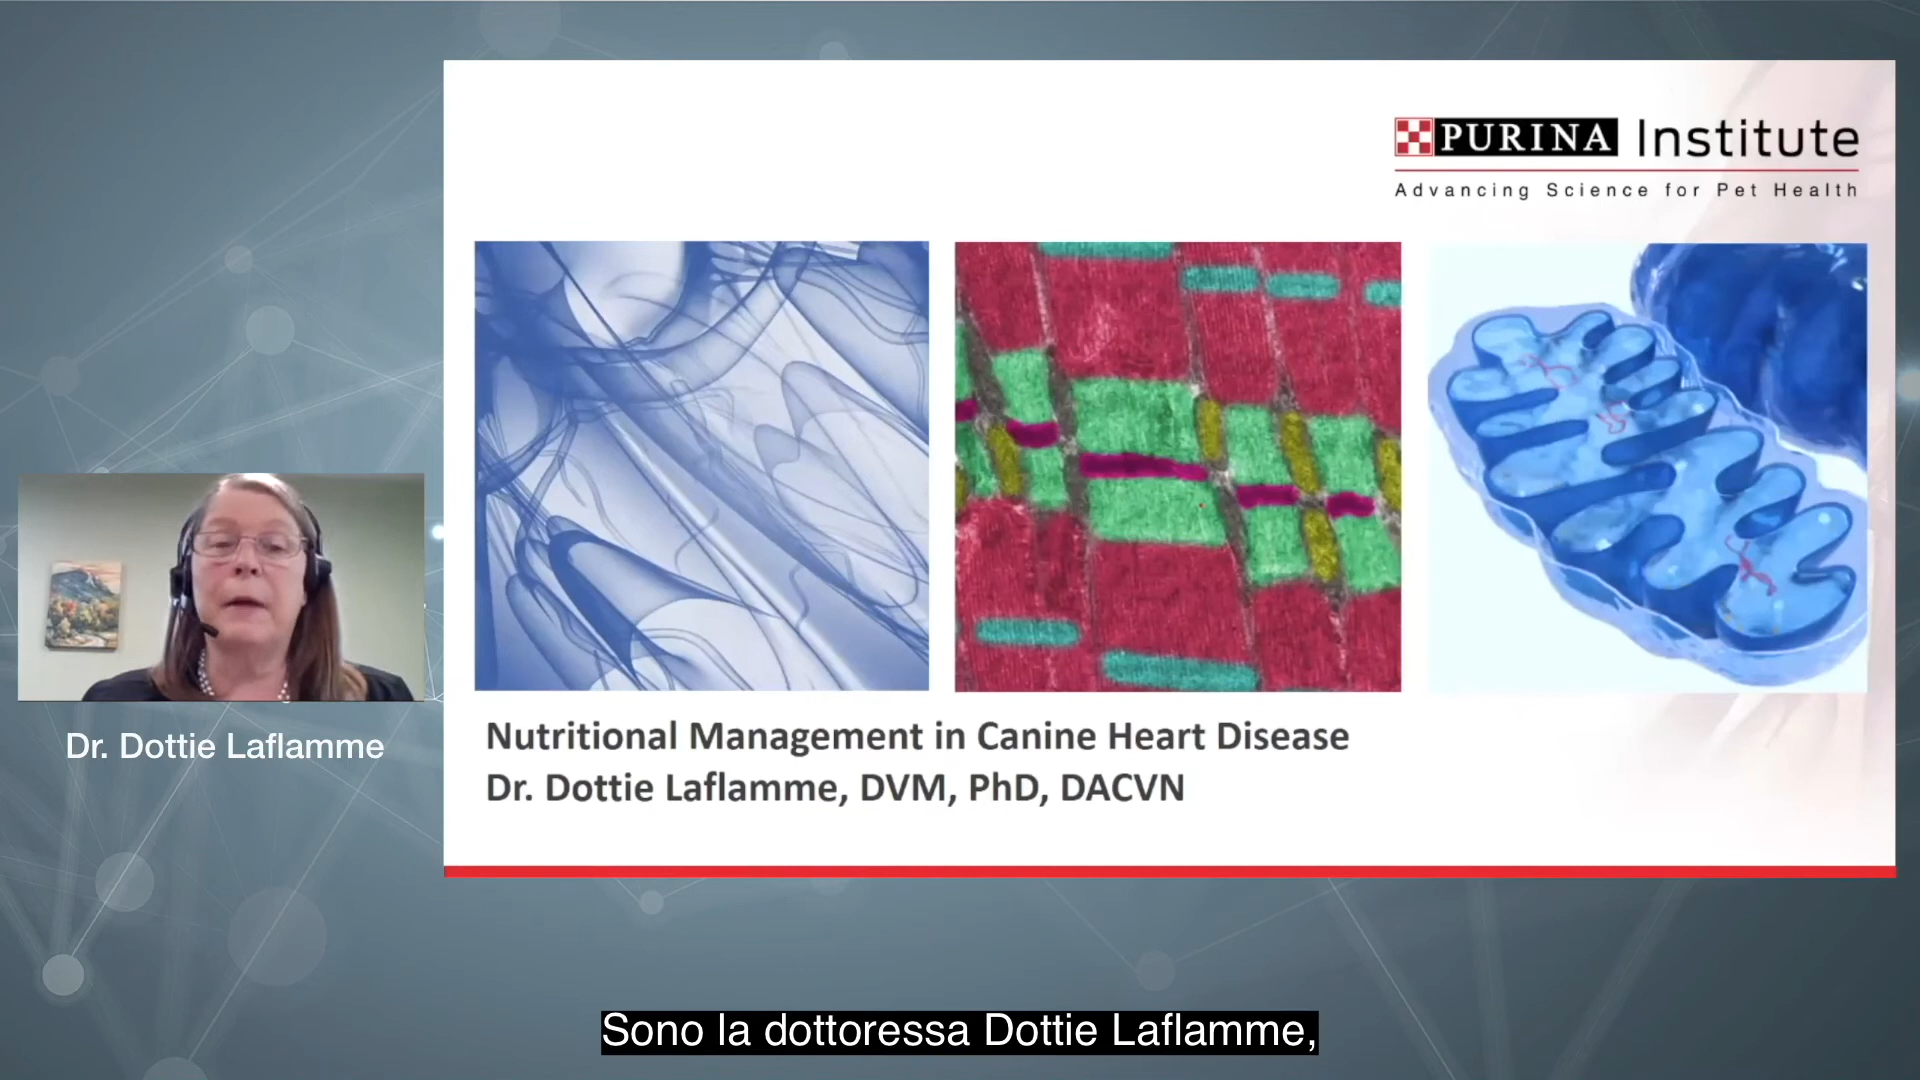 PURINA Institute
Advancing Science for Pet Health
Dr. Dottie Laflamme
Nutritional Management in Canine Heart Disease
Dr. Dottie Laflamme, DVM, PhD, DACVN
Sono la dottoressa Dottie Laflamme,